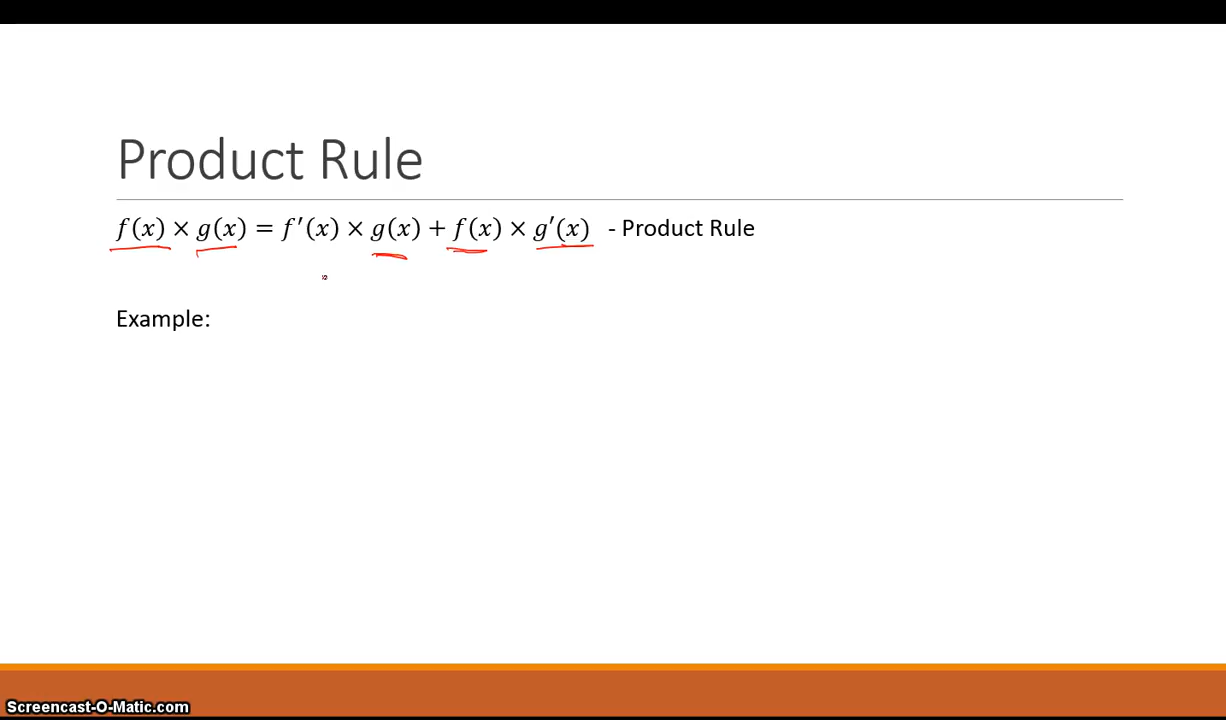 Product Rule
f(x) × g(x) = f′(x) × g(x) + f(x) × g′(x) - Product Rule
Example:
Screencast-O-Matic.com